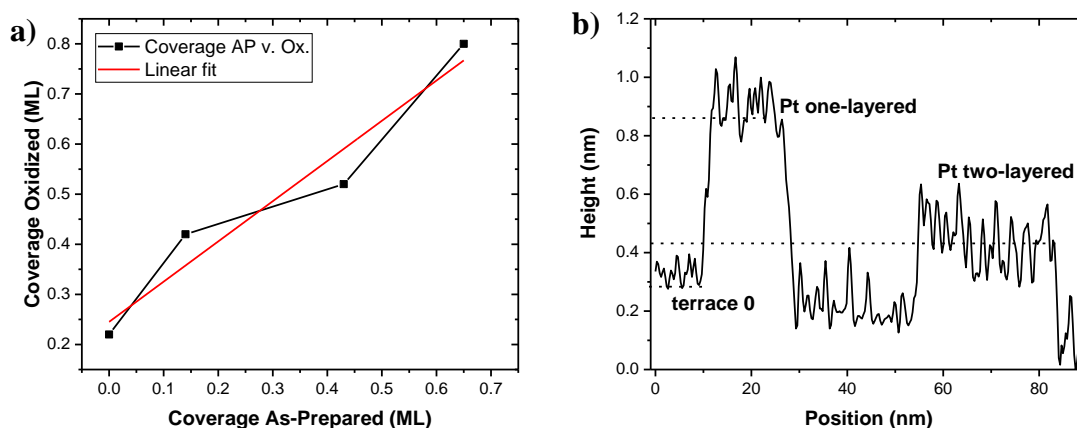 a)
Coverage AP v. Ox.
Linear fit
Coverage Oxidized (ML)
0.8
0.7
0.6
0.5
0.4
0.3
0.2
0.0 0.1 0.2 0.3 0.4 0.5 0.6 0.7
Coverage As-Prepared (ML)
b)
Height (nm)
1.2
1.0
0.8
0.6
0.4
0.2
0.0
Pt one-layered
Pt two-layered
terrace 0
0 20 40 60 80
Position (nm)